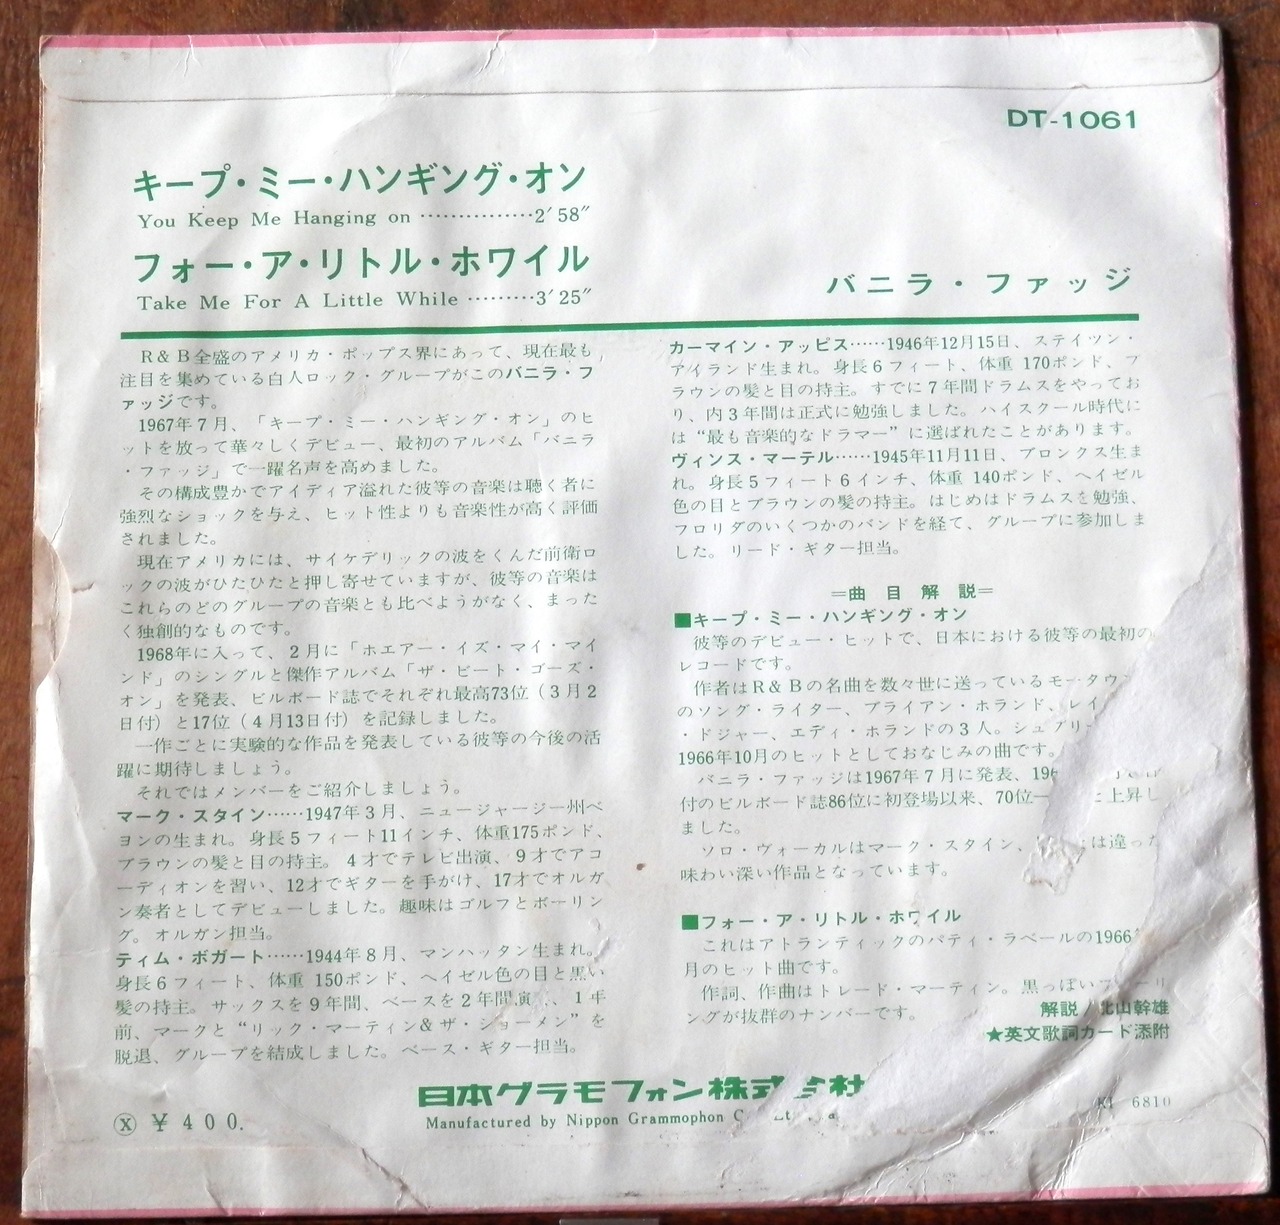 DT-1061
キープ・ミー・ハンギング・オン
You Keep Me Hanging on ……………2′58″
フォー・ア・リトル・ホワイル
Take Me For A Little While ………3′25″
バニラ・ファッジ
R&B全盛のアメリカ・ポップス界にあって、現在最も
注目を集めている白人ロック・グループがこのバニラ・フ
ァッジです。
1967年7月、「キープ・ミー・ハンギング・オン」のヒ
ットを放って華々しくデビュー、最初のアルバム「バニラ
・ファッジ」で一躍名声を高めました。
その構成豊かでアイディア溢れた彼等の音楽は聴く者に
強烈なショックを与え、ヒット性よりも音楽性が高く評価
されました。
現在アメリカには、サイケデリックの波をくんだ前衛ロ
ックの波がひたひたと押し寄せていますが、彼等の音楽は
これらのどのグループの音楽とも比べようがなく、まった
く独創的なものです。
1968年に入って、2月に「ホエアー・イズ・マイ・マイ
ンド」のシングルと傑作アルバム「ザ・ビート・ゴーズ・
オン」を発表、ビルボード誌でそれぞれ最高73位（3月2
日付）と17位（4月13日付）を記録しました。
一作ごとに実験的な作品を発表している彼等の今後の活
躍に期待しましょう。
それではメンバーをご紹介しましょう。
マーク・スタイン……1947年3月、ニュージャージー州ベ
ヨンの生まれ。身長5フィート11インチ、体重175ポンド、
ブラウンの髪と目の持主。4才でテレビ出演、9才でアコ
ーディオンを習い、12才でギターを手がけ、17才でオルガ
ン奏者としてデビューしました。趣味はゴルフとボーリン
グ。オルガン担当。
ティム・ボガート……1944年8月、マンハッタン生まれ。
身長6フィート、体重 150ポンド、ヘイゼル色の目と黒い
髪の持主。サックスを9年間、ベースを2年間演、1年
前、マークと“リック・マーティン&ザ・ショーメン”を
脱退、グループを結成しました。ベース・ギター担当。
カーマイン・アッピス……1946年12月15日、ステイツン・
アイランド生まれ。身長6フィート、体重 170ポンド、ブ
ラウンの髪と目の持主。すでに7年間ドラムスをやってお
り、内3年間は正式に勉強しました。ハイスクール時代に
は“最も音楽的なドラマー”に選ばれたことがあります。
ヴィンス・マーテル……1945年11月11日、ブロンクス生ま
れ。身長5フィート6インチ、体重 140ポンド、ヘイゼル
色の目とブラウンの髪の持主。はじめはドラムスを勉強、
フロリダのいくつかのバンドを経て、グループに参加しま
した。リード・ギター担当。
＝曲目解説＝
■キープ・ミー・ハンギング・オン
彼等のデビュー・ヒットで、日本における彼等の最初の
レコードです。
作者はR&Bの名曲を数々世に送っているモータウン
のソング・ライター、ブライアン・ホランド、レイ
・ドジャー、エディ・ホランドの3人。シュプリー
1966年10月のヒットとしておなじみの曲です。
バニラ・ファッジは1967年7月に発表、
付のビルボード誌86位に初登場以来、70位 に上昇し
ました。
ソロ・ヴォーカルはマーク・スタイン、 は違った
味わい深い作品となっています。
■フォー・ア・リトル・ホワイル
これはアトランティックのパティ・ラベールの1966年
月のヒット曲です。
作詞、作曲はトレード・マーティン。黒っぽいフィーリ
ングが抜群のナンバーです。
解説/北山幹雄
★英文歌詞カード添附
日本グラモフォン株式会社
Manufactured by Nippon Grammophon
Ⓧ ￥400.
6810